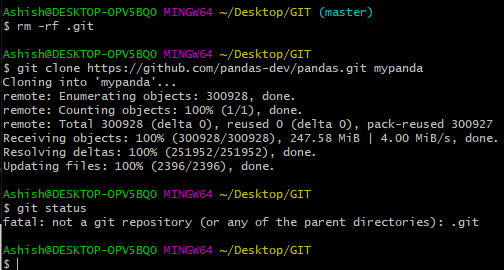 Ashish@DESKTOP-OPV5BQO MINGW64 ~/Desktop/GIT (master)
$ rm -rf .git
Ashish@DESKTOP-OPV5BQO MINGW64 ~/Desktop/GIT
$ git clone https://github.com/pandas-dev/pandas.git mypanda
Cloning into 'mypanda'...
remote: Enumerating objects: 300928, done.
remote: Counting objects: 100% (1/1), done.
remote: Total 300928 (delta 0), reused 0 (delta 0), pack-reused 300927
Receiving objects: 100% (300928/300928), 247.58 MiB | 4.00 MiB/s, done.
Resolving deltas: 100% (251952/251952), done.
Updating files: 100% (2396/2396), done.
Ashish@DESKTOP-OPV5BQO MINGW64 ~/Desktop/GIT
$ git status
fatal: not a git repository (or any of the parent directories): .git
Ashish@DESKTOP-OPV5BQO MINGW64 ~/Desktop/GIT
$